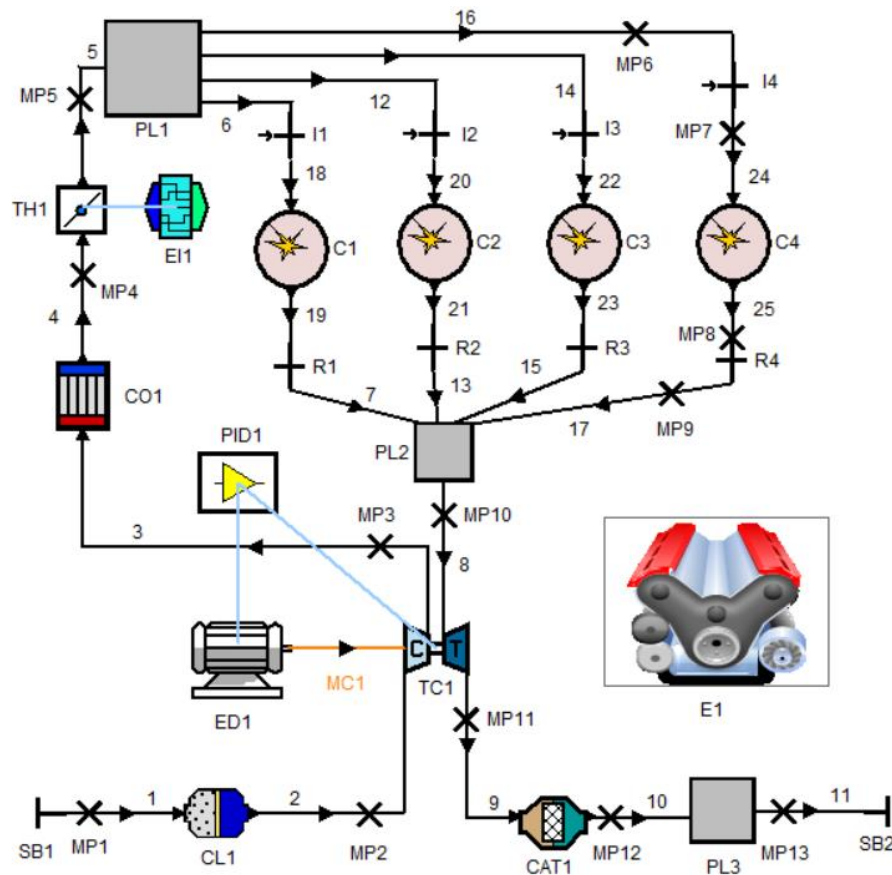 16
5
MP5
PL1
MP6
6
12
14
I1
I2
I3
I4
MP7
18
20
22
24
TH1
EI1
C1
C2
C3
C4
MP4
4
19
21
23
25
MP8
R1
R2
R3
R4
CO1
7
13
15
17
MP9
PID1
PL2
MP3
MP10
3
8
C
T
MC1
TC1
ED1
MP11
E1
1
2
9
10
11
SB1
MP1
CL1
MP2
CAT1
MP12
PL3
MP13
SB2